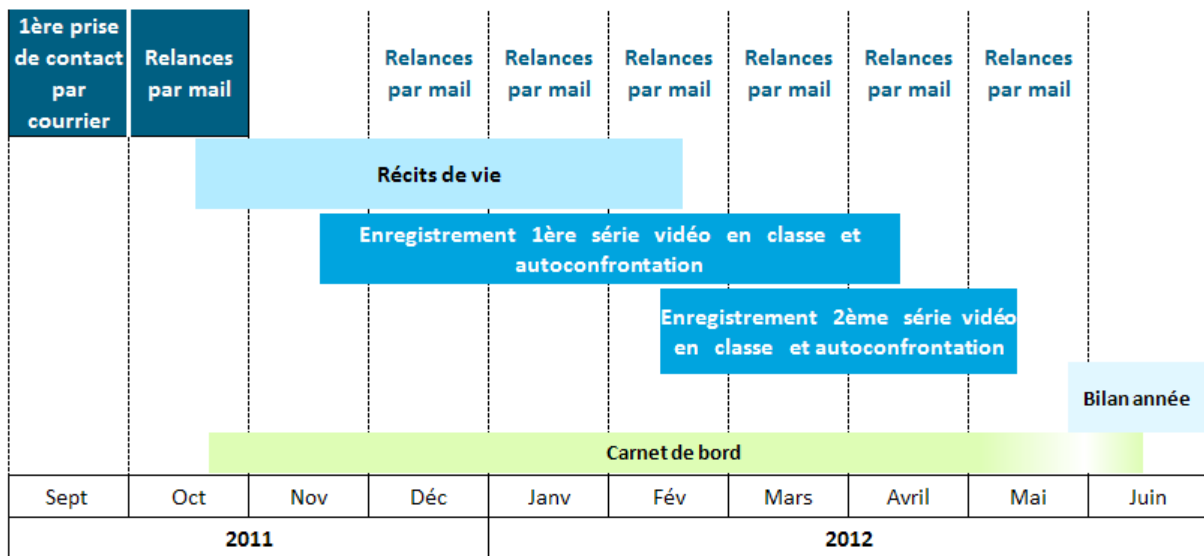 1ère prise
de contact
par
courrier
Relances
par mail
Relances
par mail
Relances
par mail
Relances
par mail
Relances
par mail
Relances
par mail
Relances
par mail
Récits de vie
Enregistrement 1ère série vidéo en classe et
autoconfrontation
Enregistrement 2ème série vidéo
en classe et autoconfrontation
Bilan année
Carnet de bord
Sept Oct Nov Déc Janv Fév Mars Avril Mai Juin
2011 2012